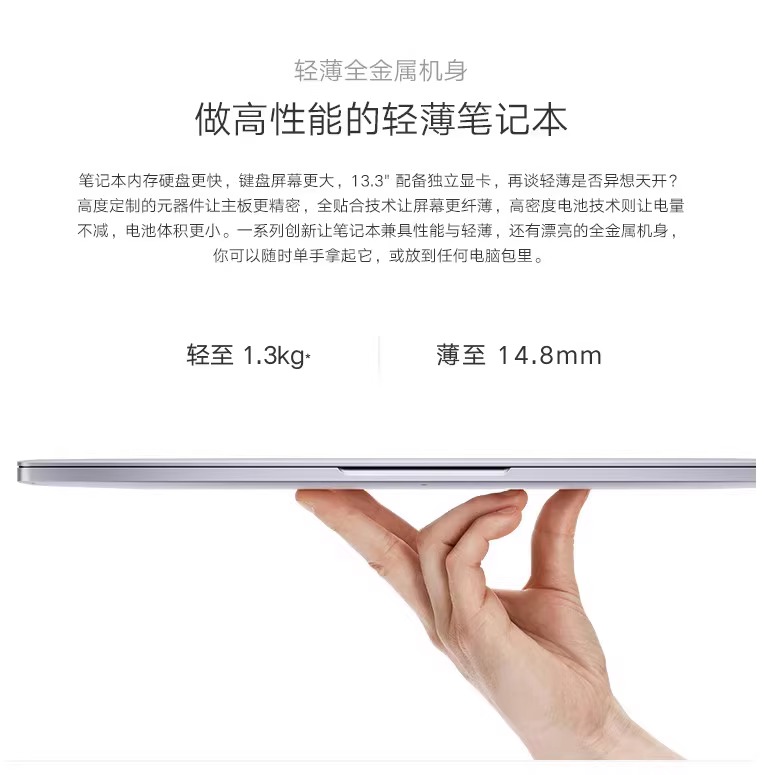 轻薄全金属机身
做高性能的轻薄笔记本
笔记本内存硬盘更快，键盘屏幕更大，13.3" 配备独立显卡，再谈轻薄是否异想天开？
高度定制的元器件让主板更精密，全贴合技术让屏幕更纤薄，高密度电池技术则让电量
不减，电池体积更小。一系列创新让笔记本兼具性能与轻薄，还有漂亮的全金属机身，
你可以随时单手拿起它，或放到任何电脑包里。
轻至 1.3kg*
薄至 14.8mm